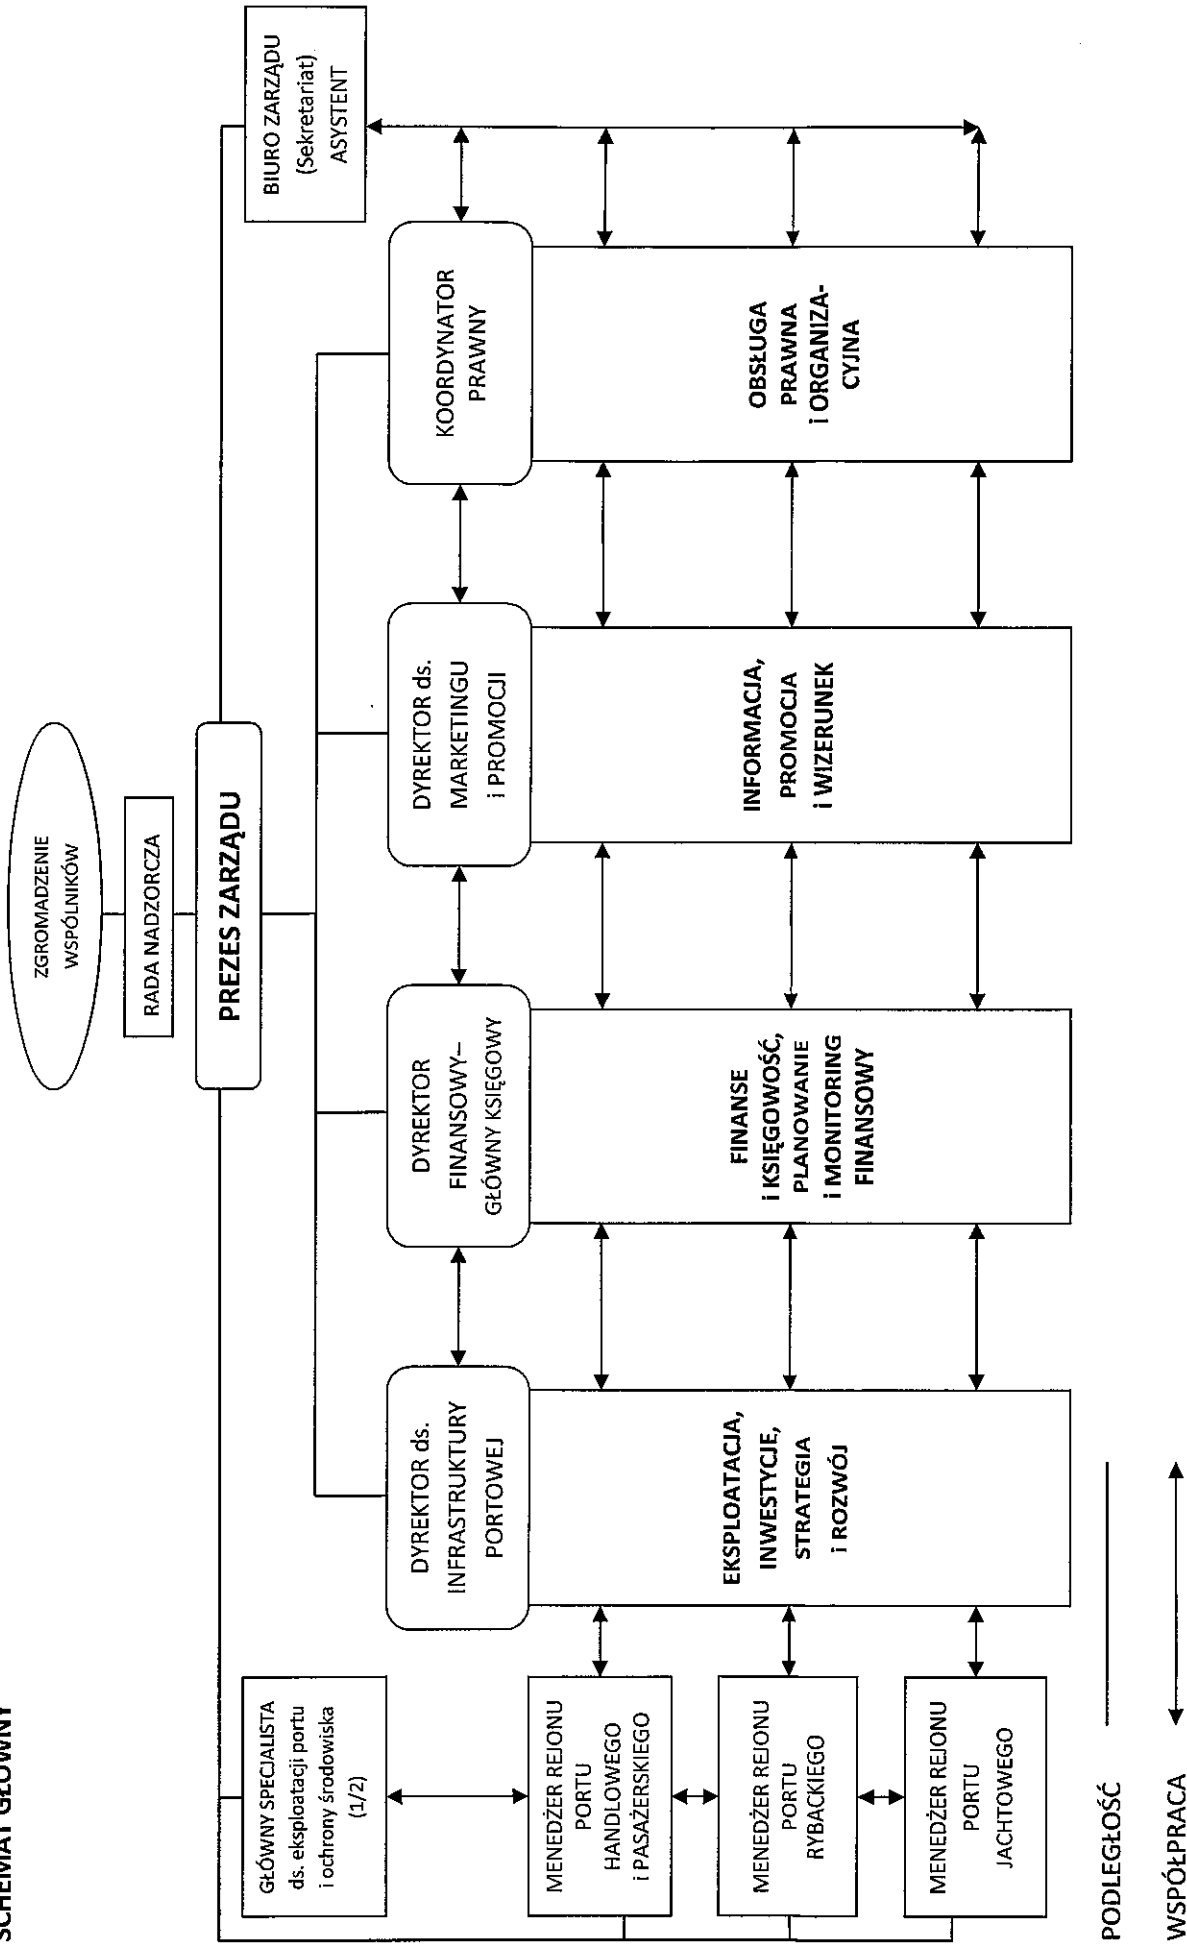 SCHEMAT GŁÓWNY
ZGROMADZENIE
WSPÓLNIKÓW
RADA NADZORCZA
PREZES ZARZĄDU
BIURO ZARZĄDU
(Sekretariat)
ASYSTENT
GŁÓWNY SPECJALISTA
ds. eksploatacji portu
i ochrony środowiska
(1/2)
DYREKTOR ds.
INFRASTRUKTURY
PORTOWEJ
DYREKTOR
FINANSOWY–
GŁÓWNY KSIĘGOWY
DYREKTOR ds.
MARKETINGU
i PROMOCJI
KOORDYNATOR
PRAWNY
MENEDŻER REJONU
PORTU
HANDLOWEGO
i PASAŻERSKIEGO
MENEDŻER REJONU
PORTU
RYBACKIEGO
MENEDŻER REJONU
PORTU
JACHTOWEGO
EKSPLOATACJA,
INWESTYCJE,
STRATEGIA
i ROZWÓJ
FINANSE
i KSIĘGOWOŚĆ,
PLANOWANIE
i MONITORING
FINANSOWY
INFORMACJA,
PROMOCJA
i WIZERUNEK
OBSŁUGA
PRAWNA
i ORGANIZA-
CYJNA
PODLEGŁOŚĆ
WSPÓŁPRACA